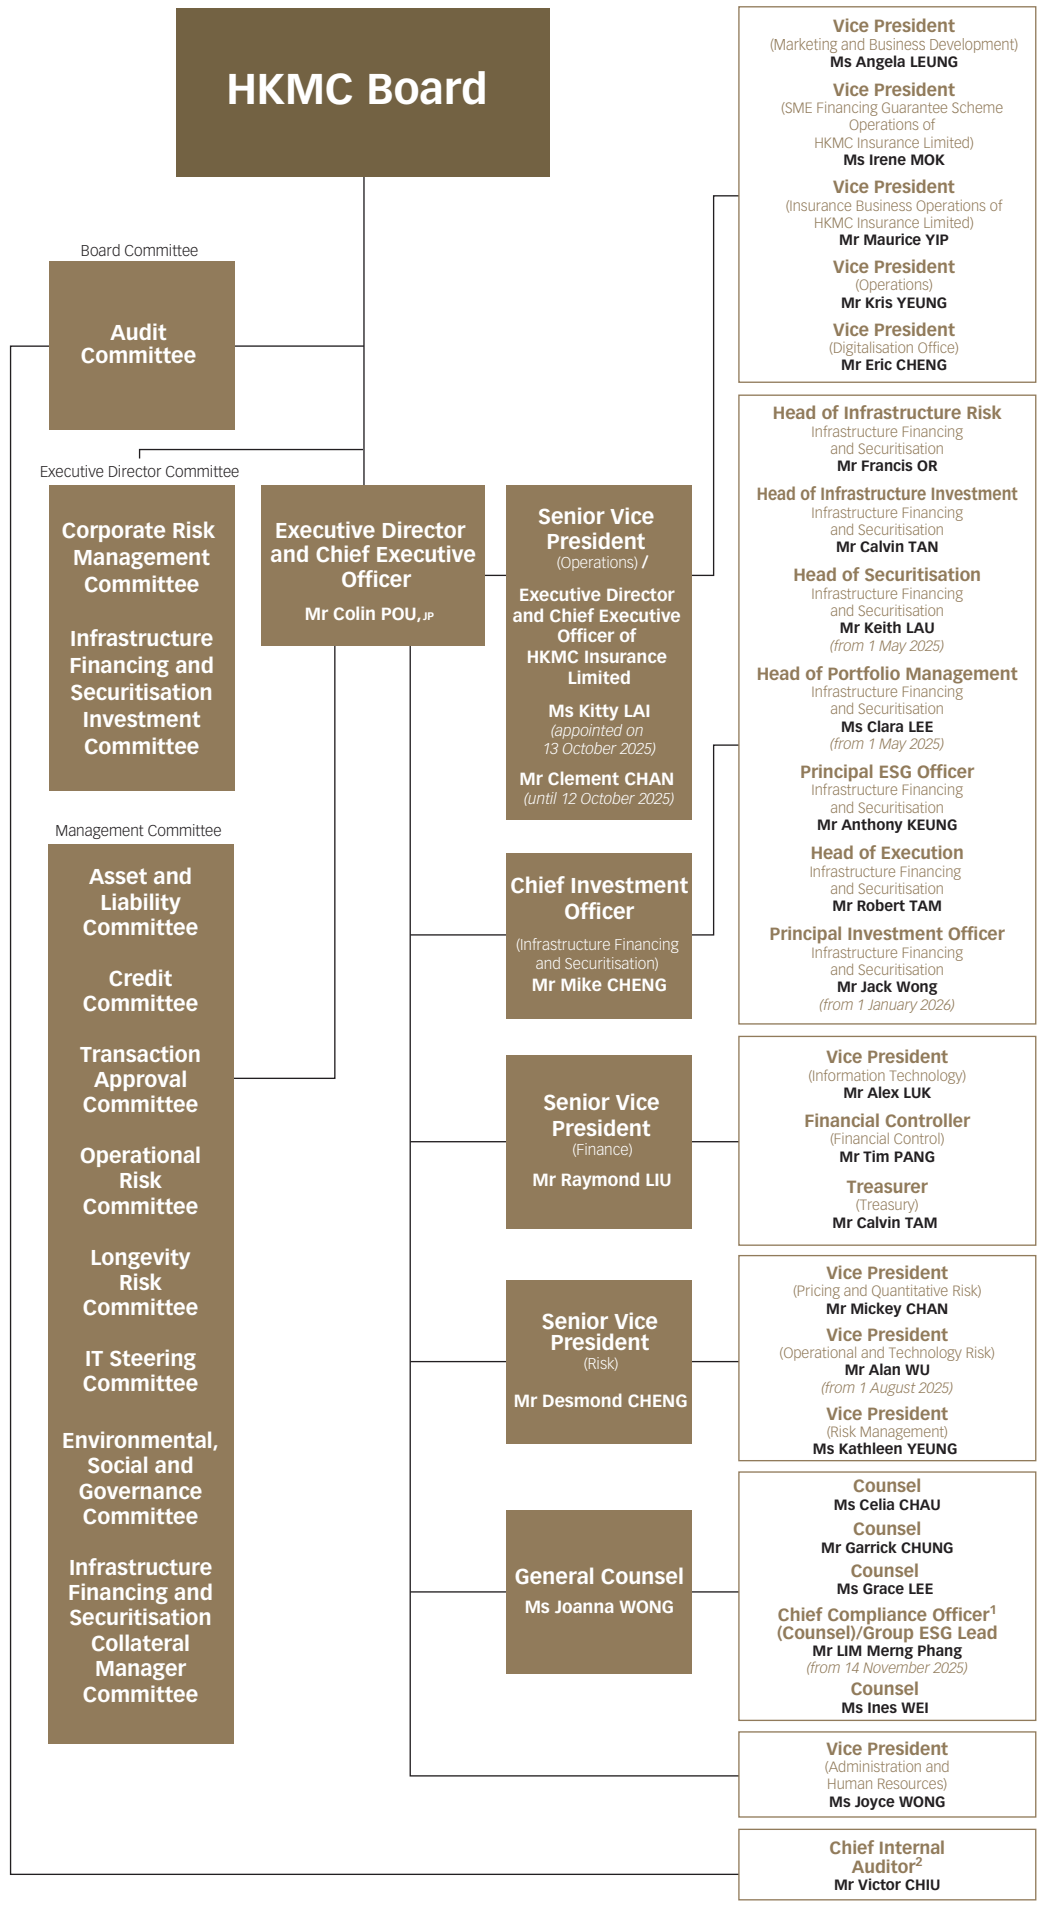 HKMC Board
Board Committee
Audit
Committee
Executive Director Committee
Corporate Risk
Management
Committee
Infrastructure
Financing and
Securitisation
Investment
Committee
Management Committee
Asset and
Liability
Committee
Credit
Committee
Transaction
Approval
Committee
Operational
Risk
Committee
Longevity
Risk
Committee
IT Steering
Committee
Environmental,
Social and
Governance
Committee
Infrastructure
Financing and
Securitisation
Collateral
Manager
Committee
Executive Director
and Chief Executive
Officer
Mr Colin POU, JP
Senior Vice
President
(Operations) /
Executive Director
and Chief Executive
Officer of
HKMC Insurance
Limited
Ms Kitty LAI
(appointed on
13 October 2025)
Mr Clement CHAN
(until 12 October 2025)
Chief Investment
Officer
(Infrastructure Financing
and Securitisation)
Mr Mike CHENG
Senior Vice
President
(Finance)
Mr Raymond LIU
Senior Vice
President
(Risk)
Mr Desmond CHENG
General Counsel
Ms Joanna WONG
Vice President
(Marketing and Business Development)
Ms Angela LEUNG
Vice President
(SME Financing Guarantee Scheme
Operations of
HKMC Insurance Limited)
Ms Irene MOK
Vice President
(Insurance Business Operations of
HKMC Insurance Limited)
Mr Maurice YIP
Vice President
(Operations)
Mr Kris YEUNG
Vice President
(Digitalisation Office)
Mr Eric CHENG
Head of Infrastructure Risk
Infrastructure Financing
and Securitisation
Mr Francis OR
Head of Infrastructure Investment
Infrastructure Financing
and Securitisation
Mr Calvin TAN
Head of Securitisation
Infrastructure Financing
and Securitisation
Mr Keith LAU
(from 1 May 2025)
Head of Portfolio Management
Infrastructure Financing
and Securitisation
Ms Clara LEE
(from 1 May 2025)
Principal ESG Officer
Infrastructure Financing
and Securitisation
Mr Anthony KEUNG
Head of Execution
Infrastructure Financing
and Securitisation
Mr Robert TAM
Principal Investment Officer
Infrastructure Financing
and Securitisation
Mr Jack Wong
(from 1 January 2026)
Vice President
(Information Technology)
Mr Alex LUK
Financial Controller
(Financial Control)
Mr Tim PANG
Treasurer
(Treasury)
Mr Calvin TAM
Vice President
(Pricing and Quantitative Risk)
Mr Mickey CHAN
Vice President
(Operational and Technology Risk)
Mr Alan WU
(from 1 August 2025)
Vice President
(Risk Management)
Ms Kathleen YEUNG
Counsel
Ms Celia CHAU
Counsel
Mr Garrick CHUNG
Counsel
Ms Grace LEE
Chief Compliance Officer1
(Counsel)/Group ESG Lead
Mr LIM Merng Phang
(from 14 November 2025)
Counsel
Ms Ines WEI
Vice President
(Administration and
Human Resources)
Ms Joyce WONG
Chief Internal
Auditor2
Mr Victor CHIU